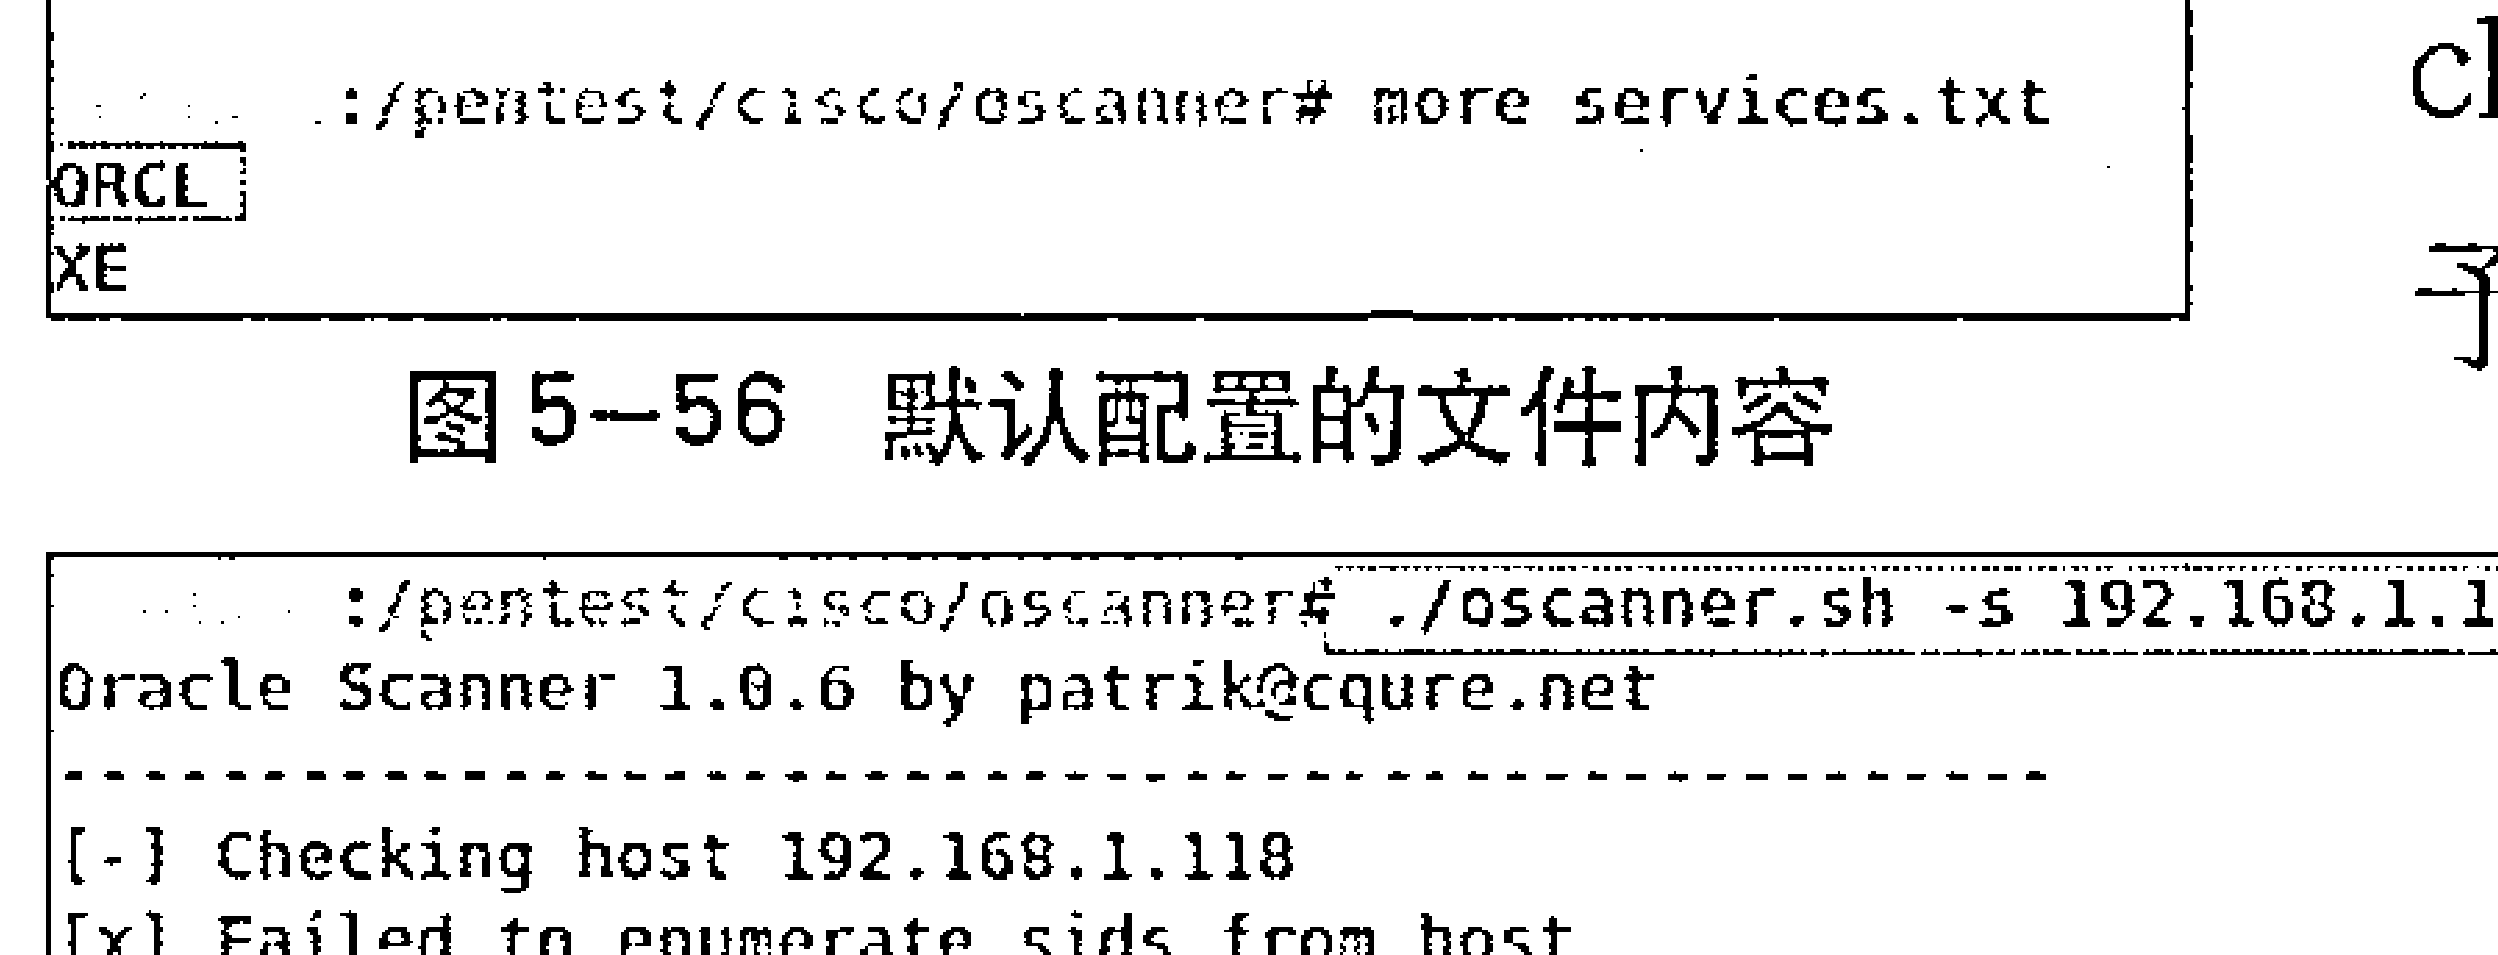 :/pentest/cisco/oscanner# more services.txt
ORCL
XE
图5-56 默认配置的文件内容
:/pentest/cisco/oscanner# ./oscanner.sh -s 192.168.1.1
Oracle Scanner 1.0.6 by patrik@cqure.net
--------------------------------------------------
[-] Checking host 192.168.1.118
[x] Failed to enumerate sids from host